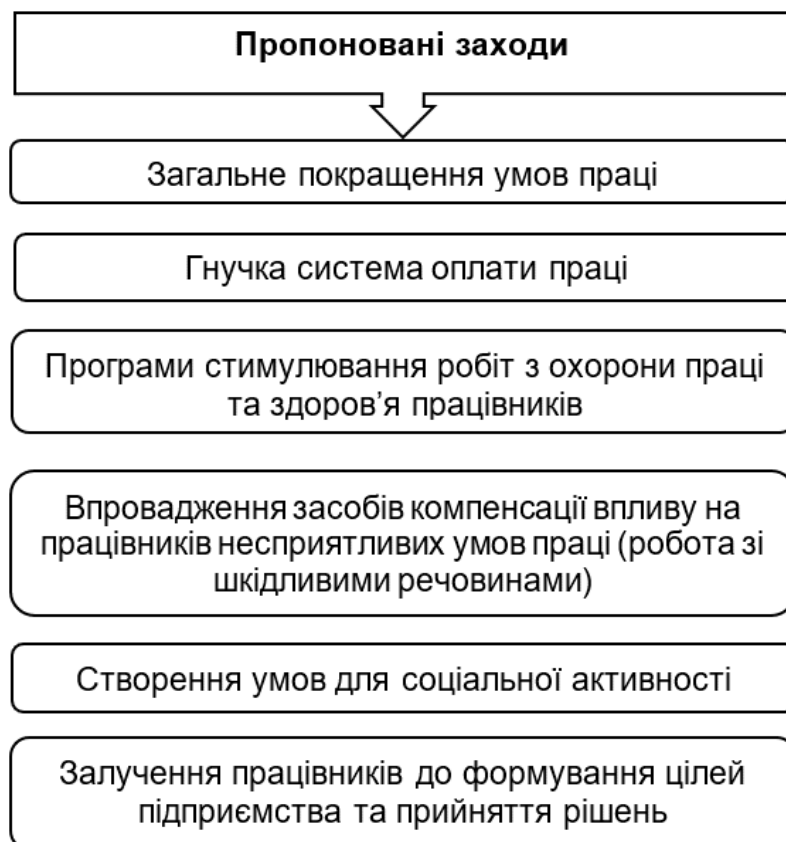 Пропоновані заходи
Загальне покращення умов праці
Гнучка система оплати праці
Програми стимулювання робіт з охорони праці
та здоров’я працівників
Впровадження засобів компенсації впливу на
працівників несприятливих умов праці (робота зі
шкідливими речовинами)
Створення умов для соціальної активності
Залучення працівників до формування цілей
підприємства та прийняття рішень